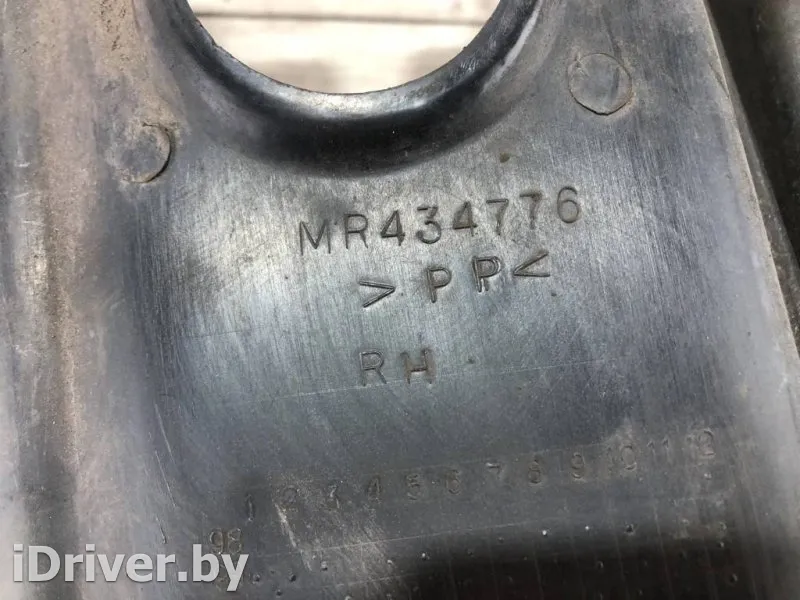 MR434776
>PP<
RH
1 2 3 4 5 6 7 8 9 10 11 12
98
iDriver.by